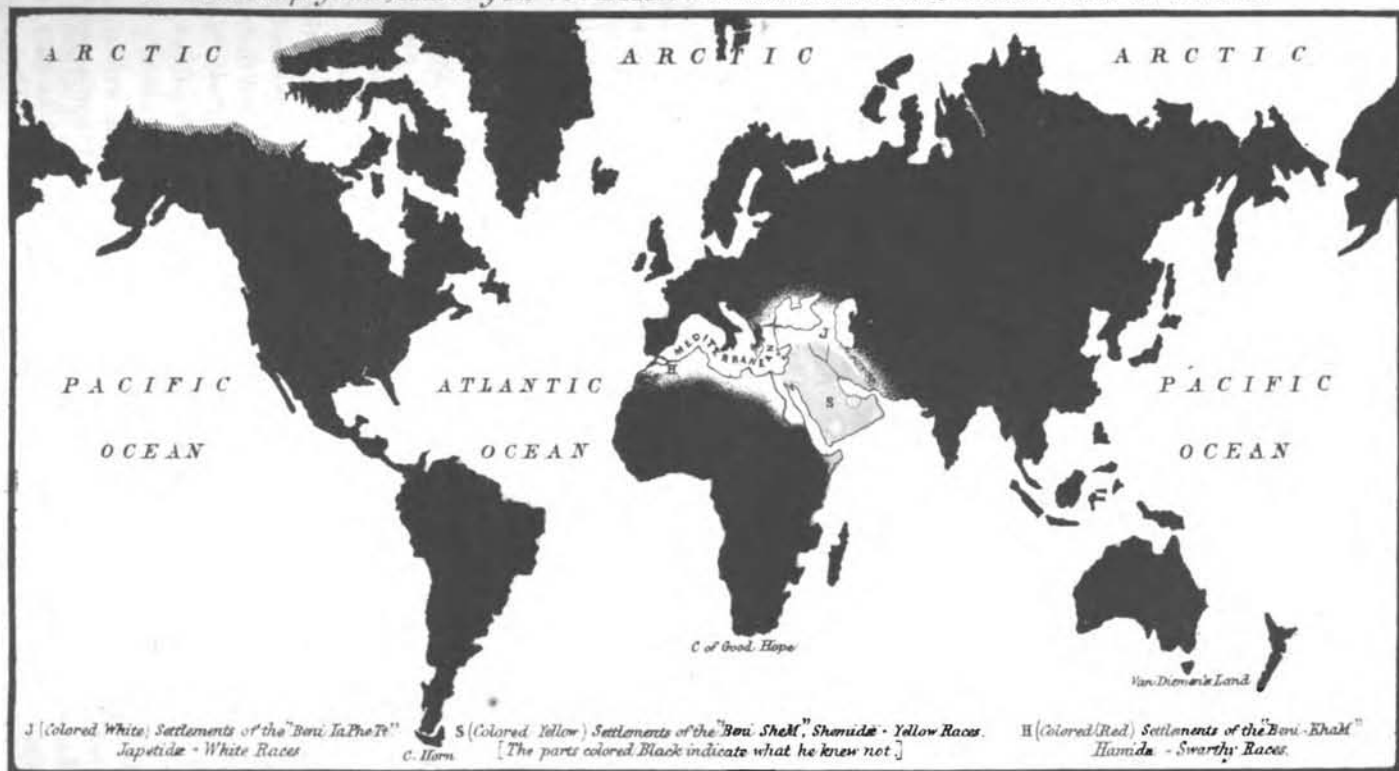 ARCTIC ARCTIC ARCTIC
MEDITERRANEAN
J
H
S
PACIFIC ATLANTIC PACIFIC
OCEAN OCEAN OCEAN
C of Good Hope
Van Diemen's Land
C. Horn
J (Colored White) Settlements of the "Beni IaPheTe"
Japetidæ - White Races
S (Colored Yellow) Settlements of the "Beni SheM", Shemidæ - Yellow Races.
[The parts colored Black indicate what he knew not.]
H (Colored Red) Settlements of the "Beni-KhaM"
Hamidæ - Swarthy Races.